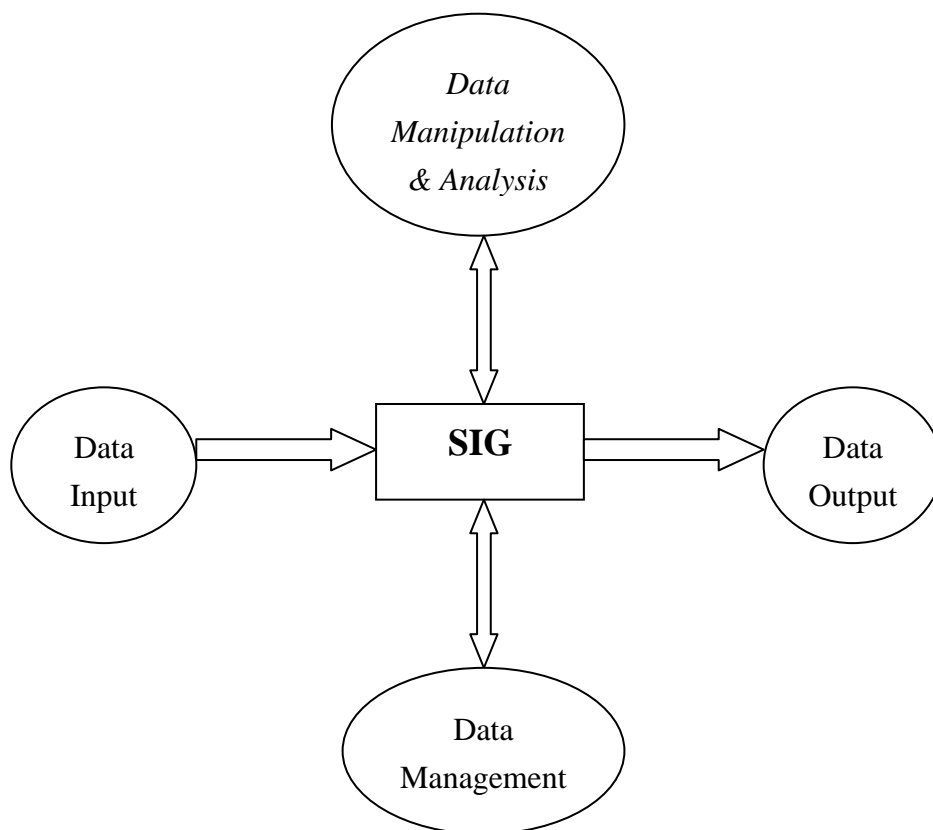 Data
Manipulation
& Analysis
Data
Input
SIG
Data
Output
Data
Management